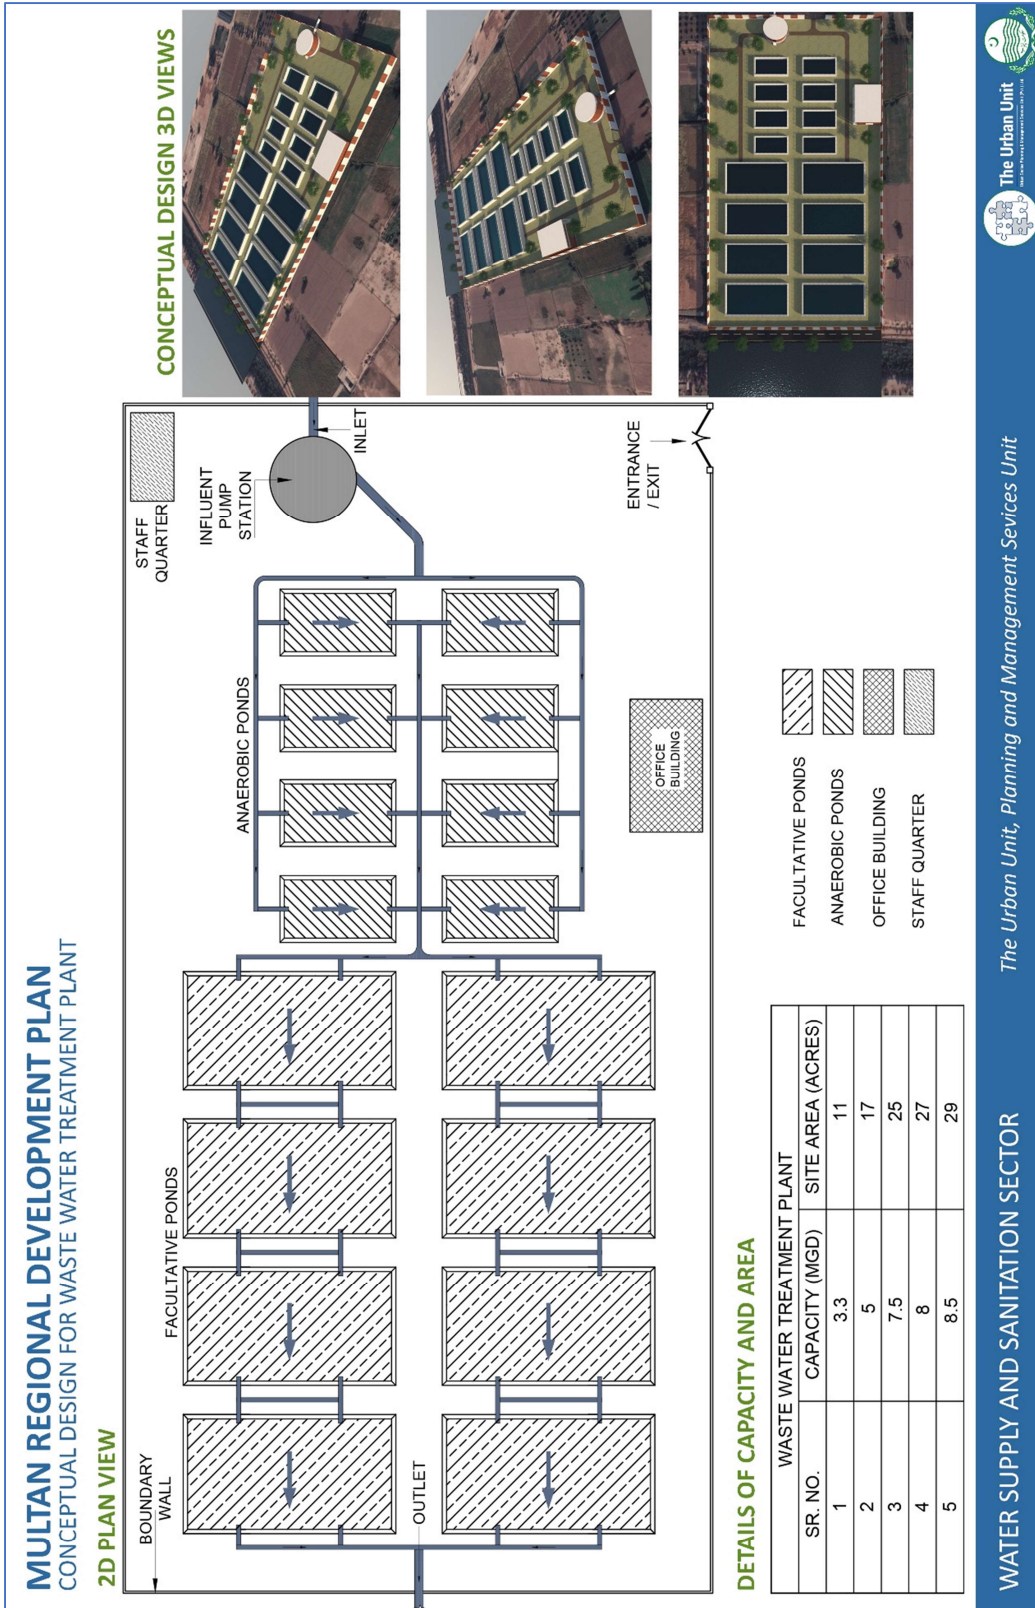 MULTAN REGIONAL DEVELOPMENT PLAN
CONCEPTUAL DESIGN FOR WASTE WATER TREATMENT PLANT
2D PLAN VIEW
CONCEPTUAL DESIGN 3D VIEWS
BOUNDARY
WALL
FACULTATIVE PONDS
ANAEROBIC PONDS
INFLUENT
PUMP
STATION
STAFF
QUARTER
INLET
OUTLET
OFFICE
BUILDING
ENTRANCE
/ EXIT
DETAILS OF CAPACITY AND AREA
WASTE WATER TREATMENT PLANT
SR. NO. CAPACITY (MGD) SITE AREA (ACRES)
1 3.3 11
2 5 17
3 7.5 25
4 8 27
5 8.5 29
FACULTATIVE PONDS
ANAEROBIC PONDS
OFFICE BUILDING
STAFF QUARTER
WATER SUPPLY AND SANITATION SECTOR
The Urban Unit, Planning and Management Sevices Unit
The Urban Unit